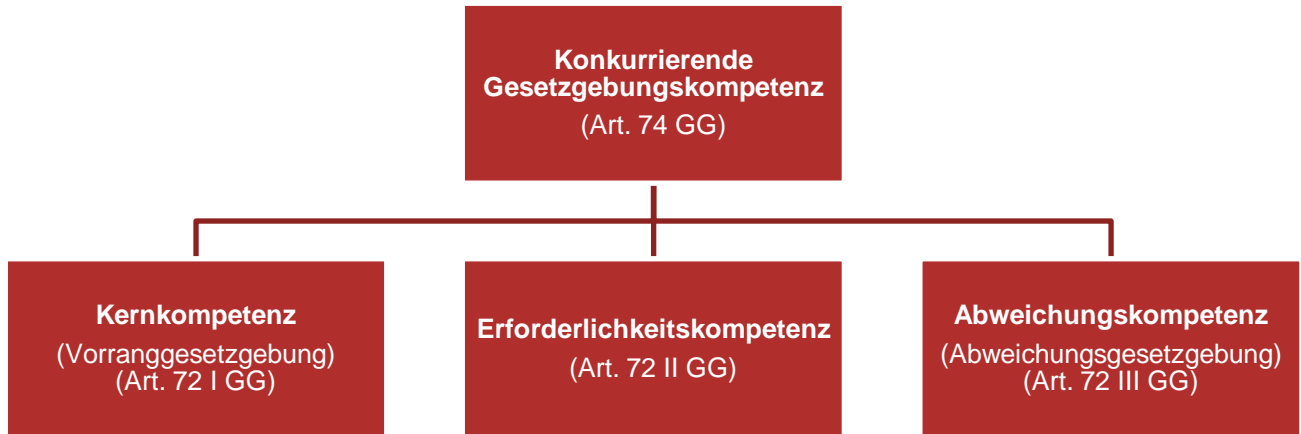 Konkurrierende
Gesetzgebungskompetenz
(Art. 74 GG)
Kernkompetenz
(Vorranggesetzgebung)
(Art. 72 I GG)
Erforderlichkeitskompetenz
(Art. 72 II GG)
Abweichungskompetenz
(Abweichungsgesetzgebung)
(Art. 72 III GG)